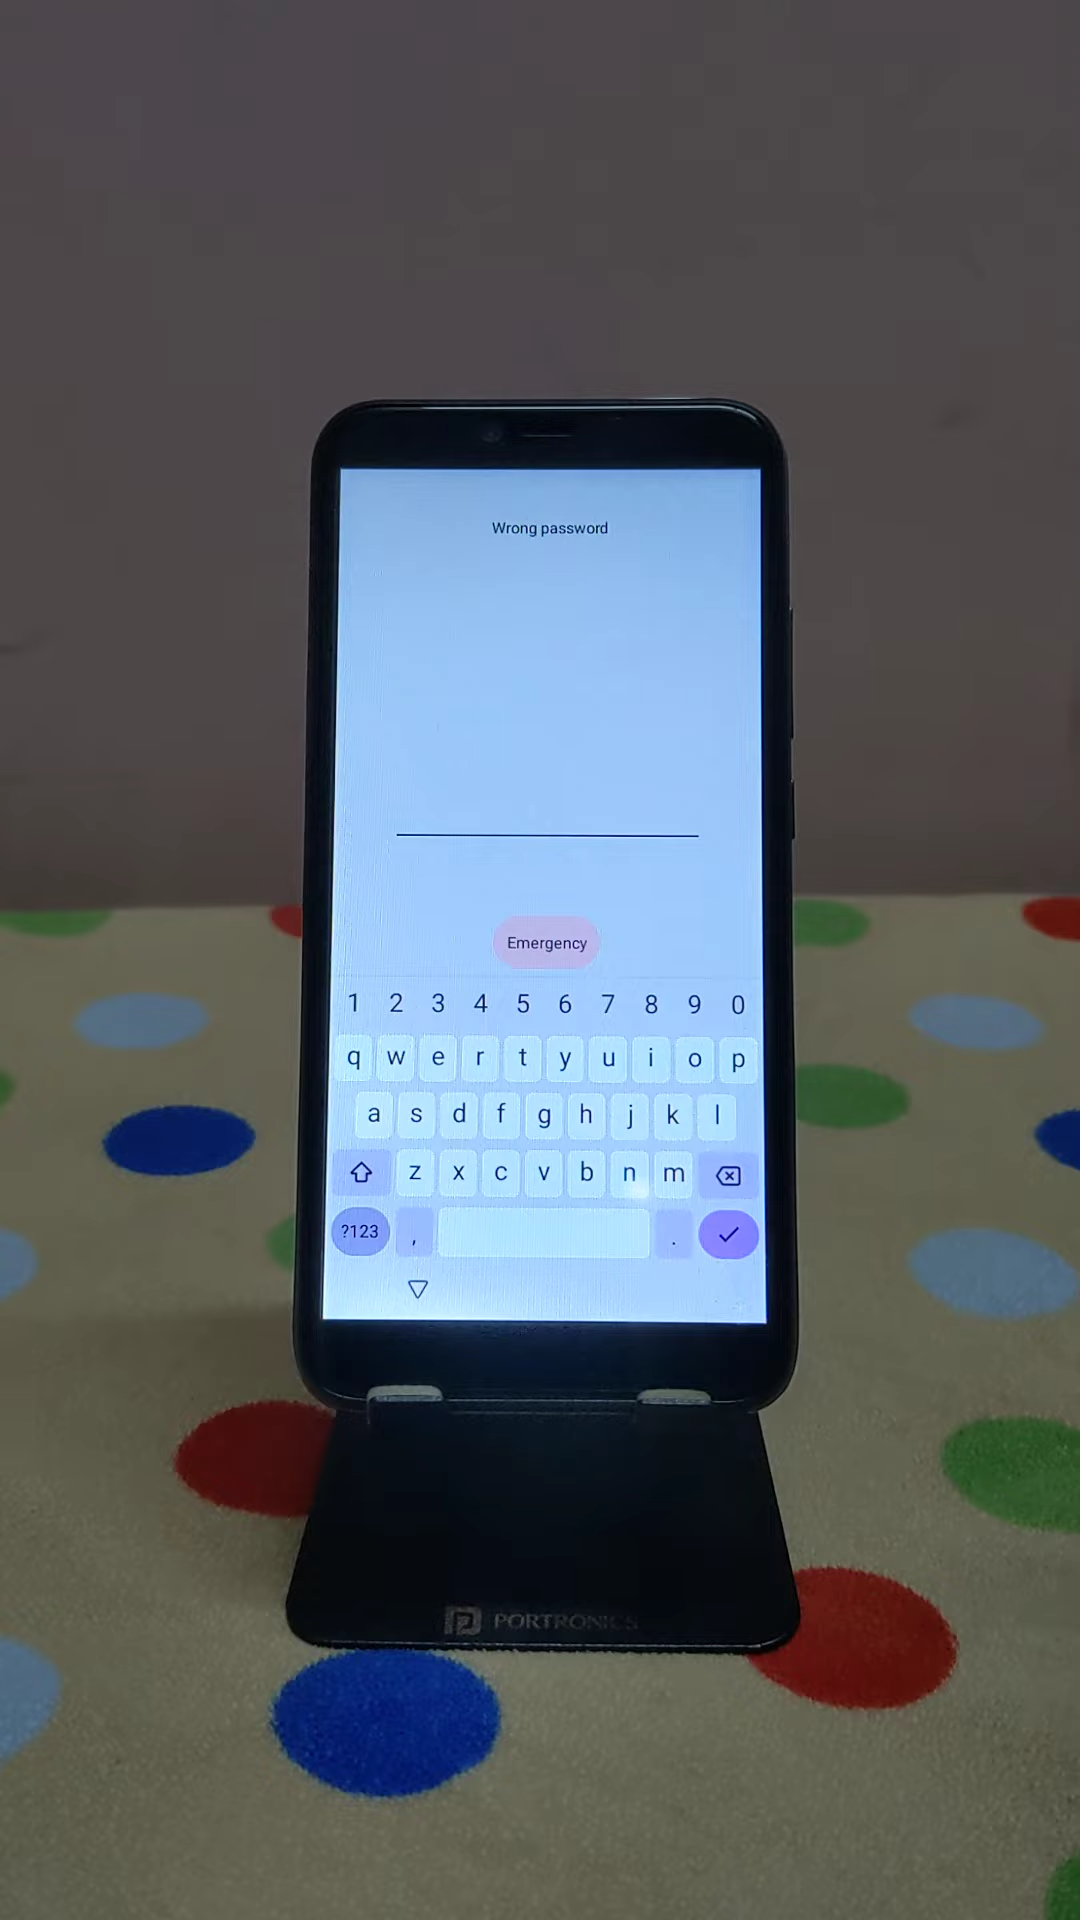 Wrong password
Emergency
1 2 3 4 5 6 7 8 9 0
q w e r t y u i o p
a s d f g h j k l
z x c v b n m
?123 , .
PORTRONICS